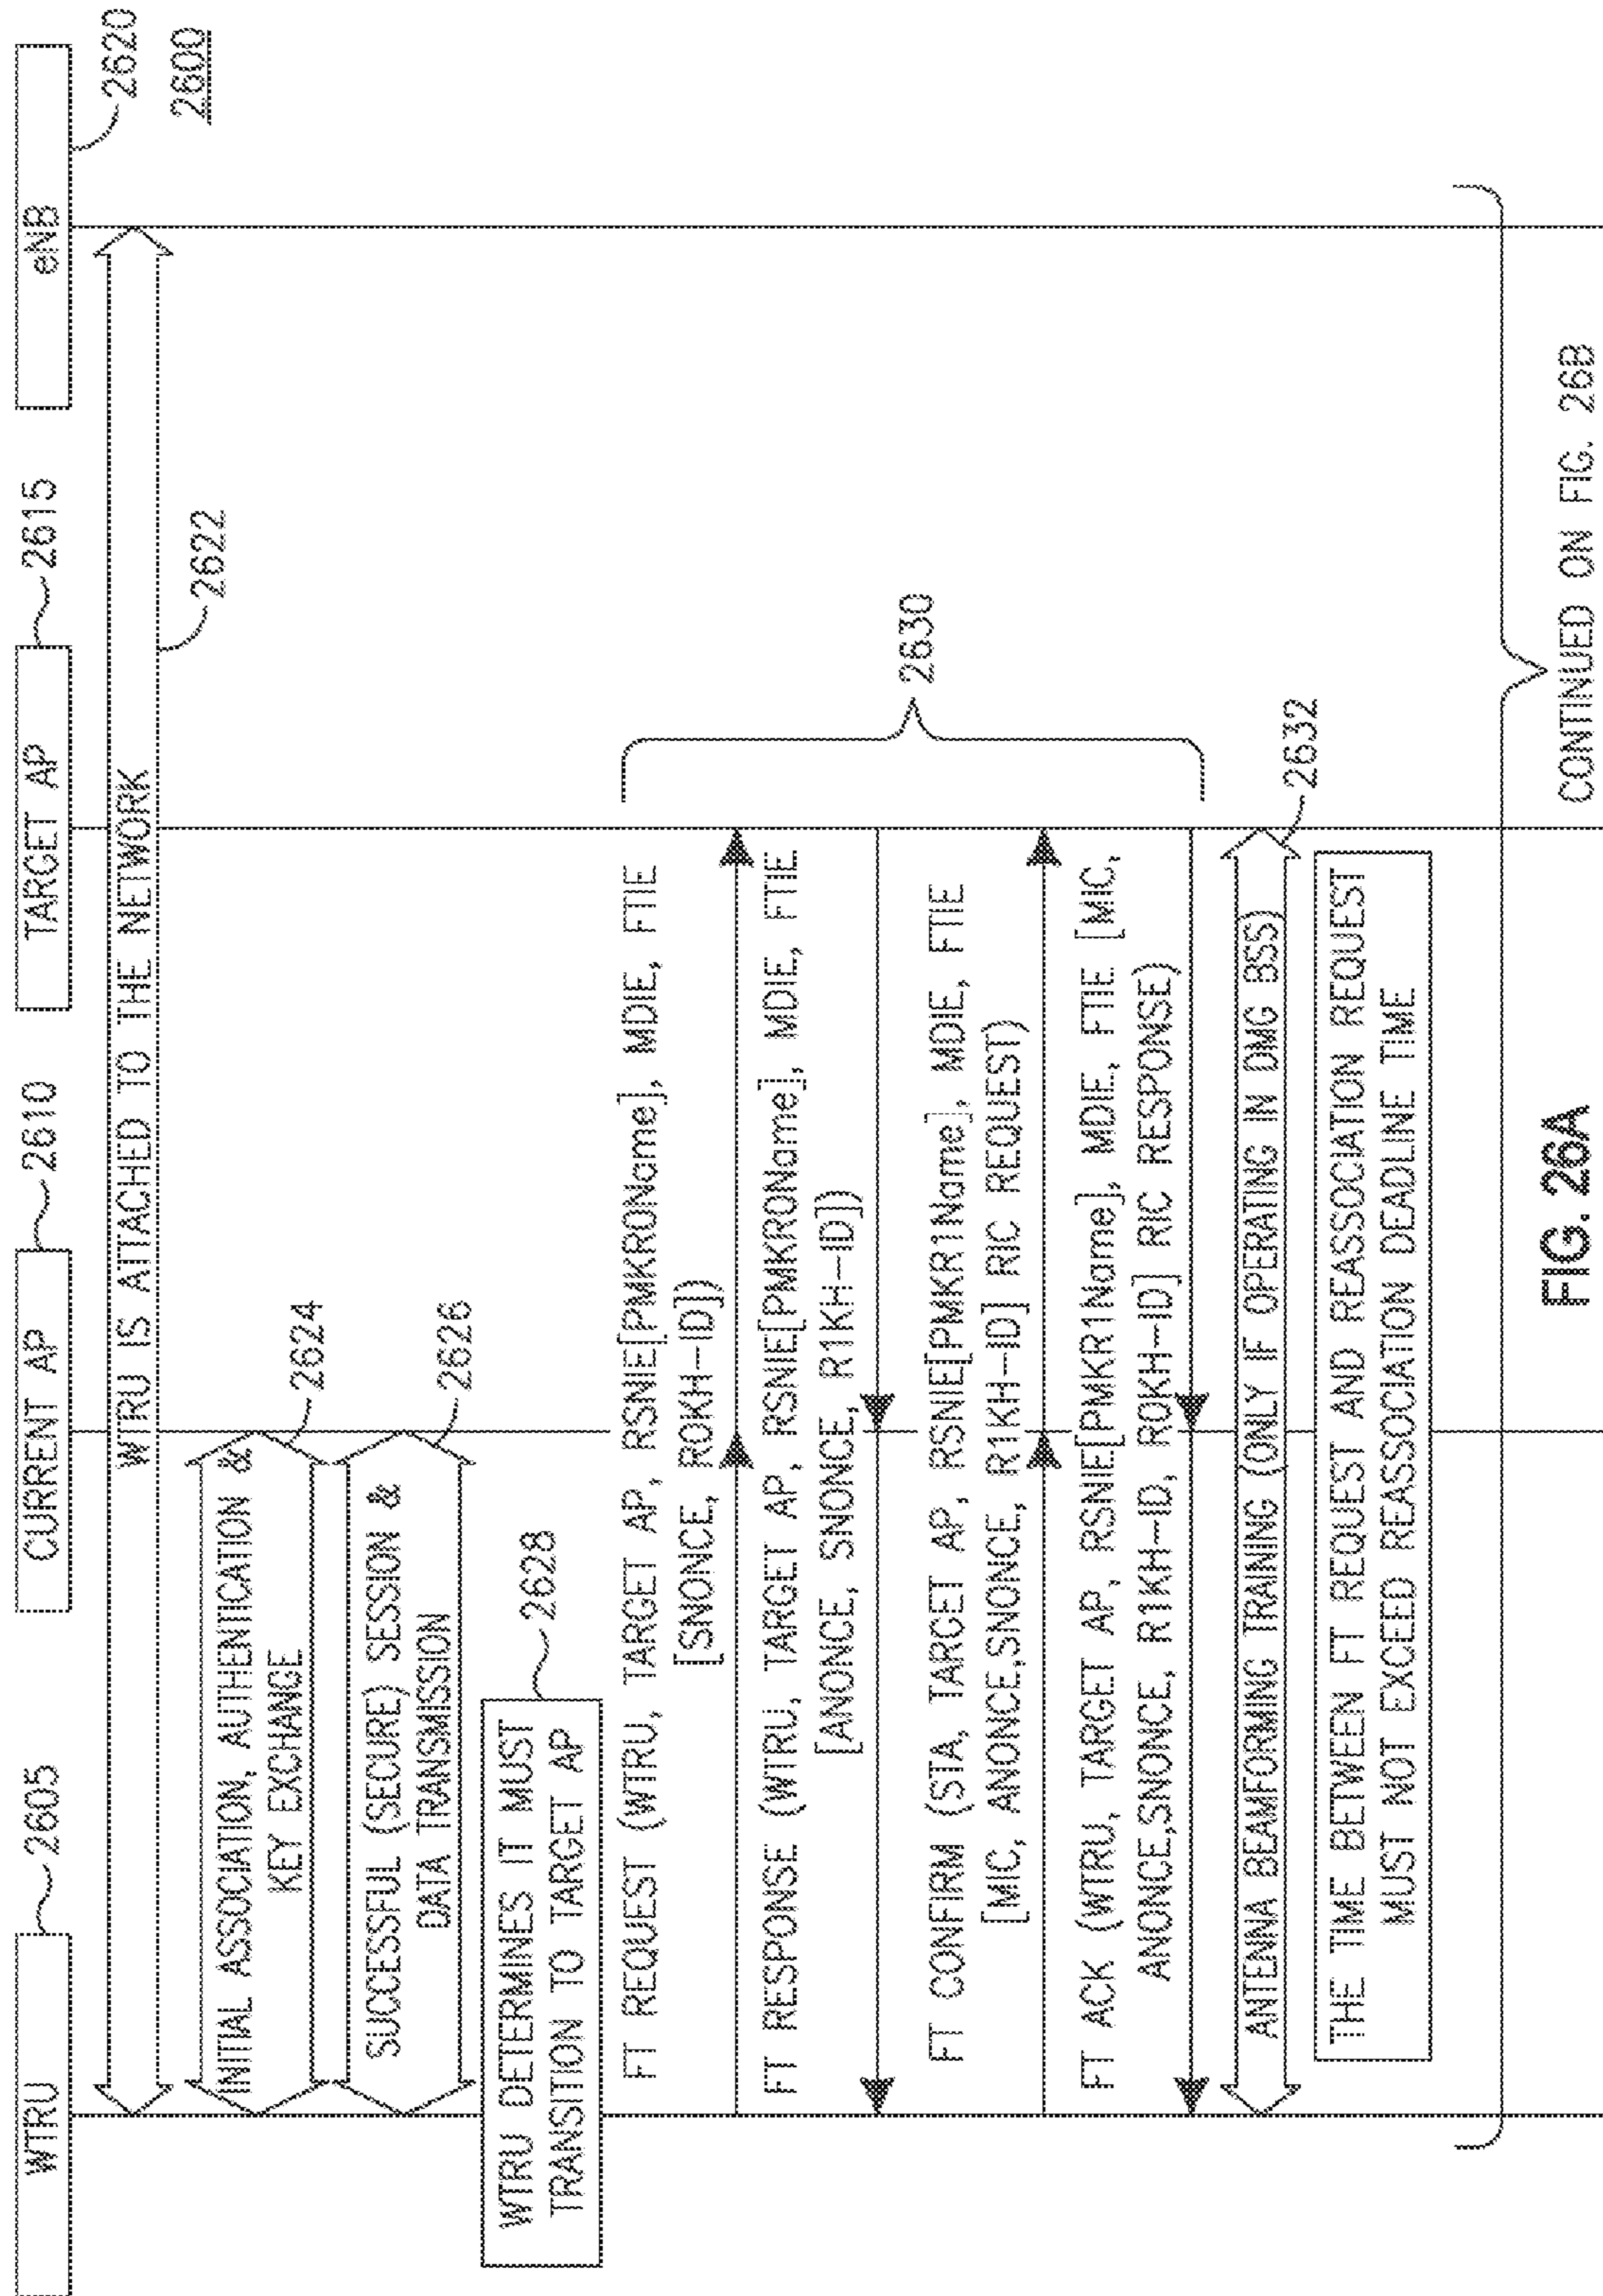 WTRU
2605
CURRENT AP
2610
TARGET AP
2615
eNB
2620
2600
WTRU IS ATTACHED TO THE NETWORK
2622
INITIAL ASSOCIATION, AUTHENTICATION &
KEY EXCHANGE
2624
SUCCESSFUL (SECURE) SESSION &
DATA TRANSMISSION
2626
WTRU DETERMINES IT MUST
TRANSITION TO TARGET AP
2628
FT REQUEST (WTRU, TARGET AP, RSNIE[PMKR0Name], MDIE, FTIE
[SNONCE, R0KH-ID])
FT RESPONSE (WTRU, TARGET AP, RSNIE[PMKR0Name], MDIE, FTIE
[ANONCE, SNONCE, R1KH-ID])
FT CONFIRM (STA, TARGET AP, RSNIE[PMKR1Name], MDIE, FTIE
[MIC, ANONCE,SNONCE, R1KH-ID] RIC REQUEST)
FT ACK (WTRU, TARGET AP, RSNIE[PMKR1Name], MDIE, FTIE [MIC,
ANONCE,SNONCE, R1KH-ID, R0KH-ID] RIC RESPONSE)
2630
ANTENNA BEAMFORMING TRAINING (ONLY IF OPERATING IN DMG BSS)
2632
THE TIME BETWEEN FT REQUEST AND REASSOCIATION REQUEST
MUST NOT EXCEED REASSOCIATION DEADLINE TIME
CONTINUED ON FIG. 26B
FIG. 26A